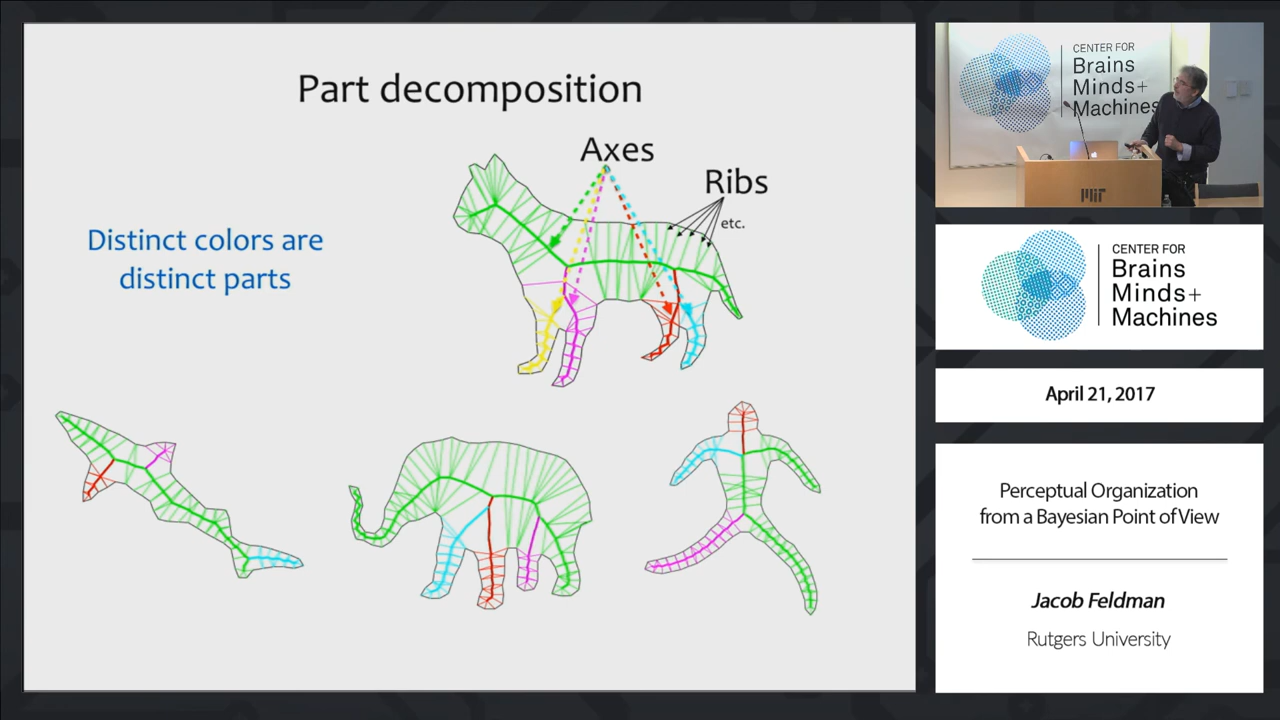 Part decomposition
Axes
Ribs
etc.
Distinct colors are
distinct parts
CENTER FOR
Brains
Minds+
Machines
MIT
CENTER FOR
Brains
Minds+
Machines
April 21, 2017
Perceptual Organization
from a Bayesian Point of View
Jacob Feldman
Rutgers University